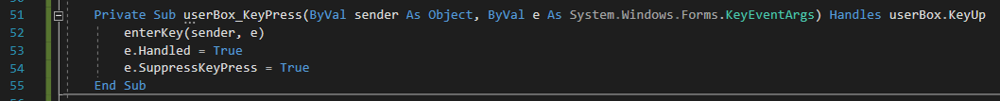 51 Private Sub userBox_KeyPress(ByVal sender As Object, ByVal e As System.Windows.Forms.KeyEventArgs) Handles userBox.KeyUp
52 enterKey(sender, e)
53 e.Handled = True
54 e.SuppressKeyPress = True
55 End Sub